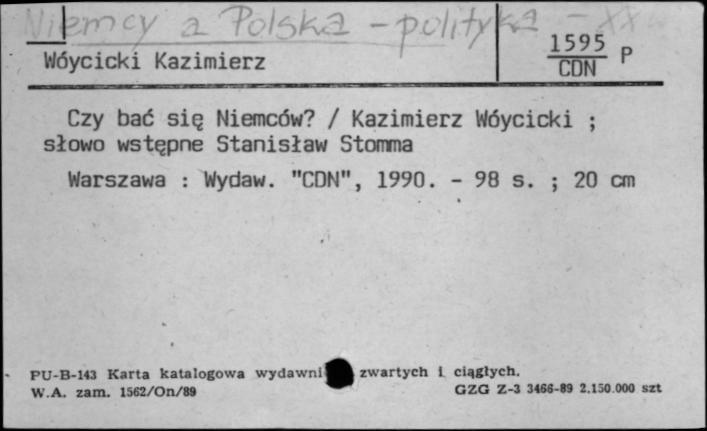 Niemcy a Polska - polityka - XX
Wóycicki Kazimierz
1595 P
CDN
Czy bać się Niemców? / Kazimierz Wóycicki ;
słowo wstępne Stanisław Stomma
Warszawa : Wydaw. "CDN", 1990. - 98 s. ; 20 cm
PU-B-143 Karta katalogowa wydawni zwartych i ciągłych.
W.A. zam. 1562/On/89
GZG Z-3 3466-89 2.150.000 szt